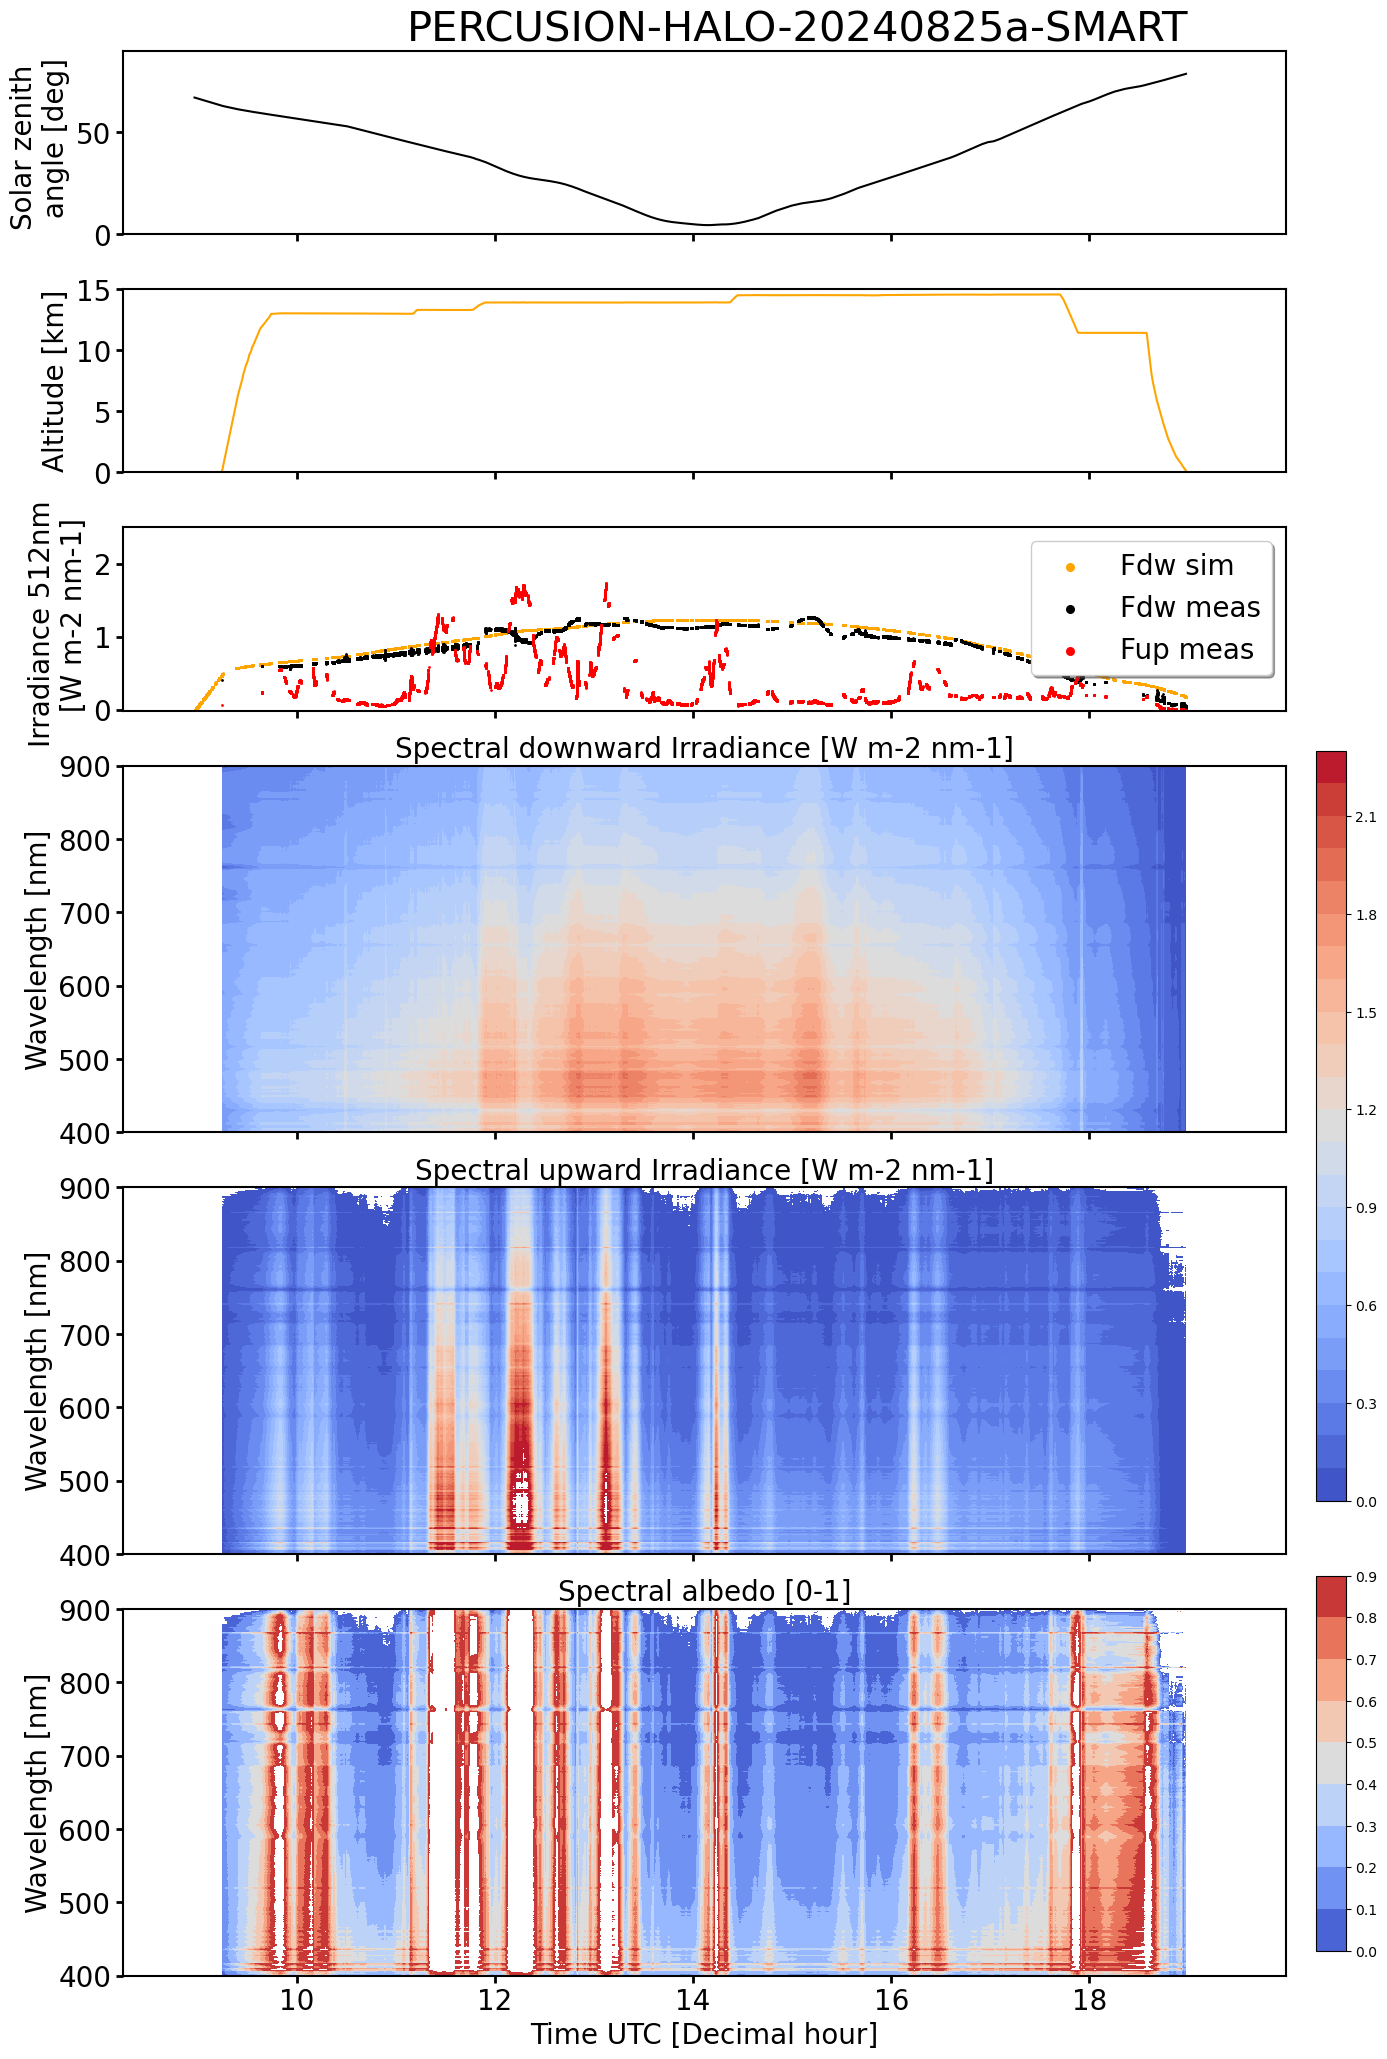 PERCUSION-HALO-20240825a-SMART
Solar zenith
angle [deg]
50
0
Altitude [km]
15
10
5
0
Irradiance 512nm
[W m-2 nm-1]
2
1
0
Fdw sim
Fdw meas
Fup meas
Spectral downward Irradiance [W m-2 nm-1]
Wavelength [nm]
900
800
700
600
500
400
2.1
1.8
1.5
1.2
0.9
0.6
0.3
0.0
Spectral upward Irradiance [W m-2 nm-1]
Wavelength [nm]
900
800
700
600
500
400
Spectral albedo [0-1]
Wavelength [nm]
900
800
700
600
500
400
0.9
0.8
0.7
0.6
0.5
0.4
0.3
0.2
0.1
0.0
10 12 14 16 18
Time UTC [Decimal hour]